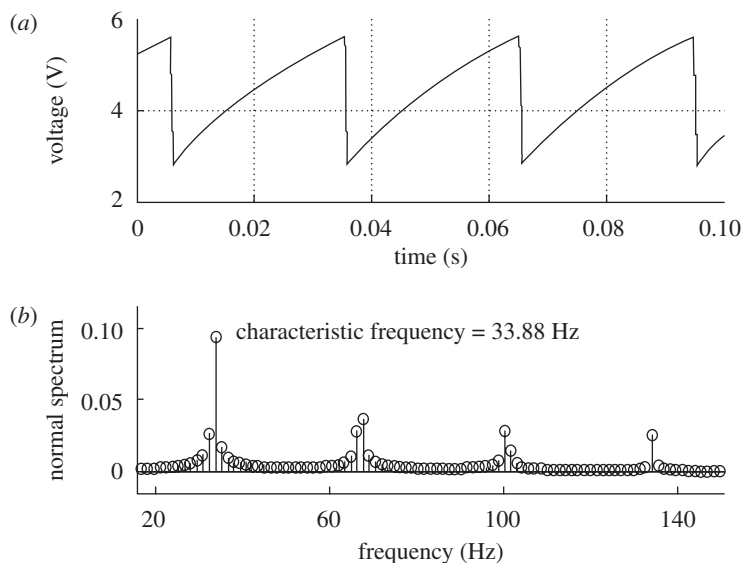 (a)
voltage (V)
6
4
2
0 0.02 0.04 0.06 0.08 0.10
time (s)
(b)
normal spectrum
0.10
0.05
0
characteristic frequency = 33.88 Hz
20 60 100 140
frequency (Hz)